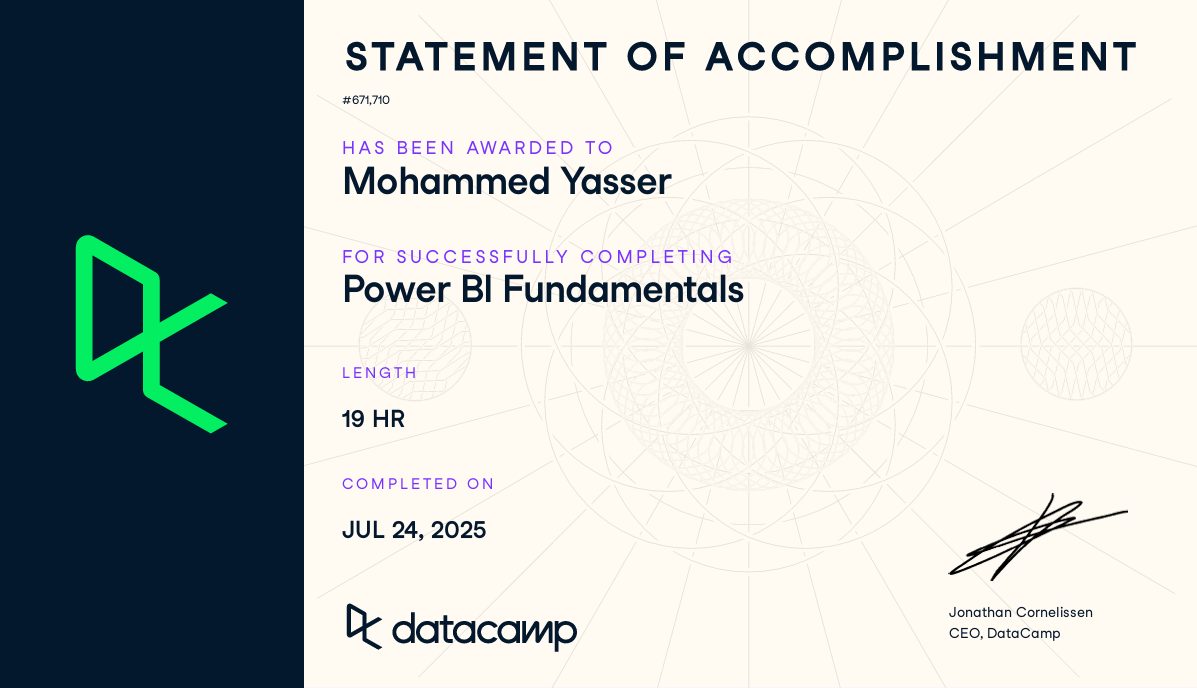 STATEMENT OF ACCOMPLISHMENT
#671,710
HAS BEEN AWARDED TO
Mohammed Yasser
FOR SUCCESSFULLY COMPLETING
Power BI Fundamentals
LENGTH
19 HR
COMPLETED ON
JUL 24, 2025
datacamp
Jonathan Cornelissen
CEO, DataCamp